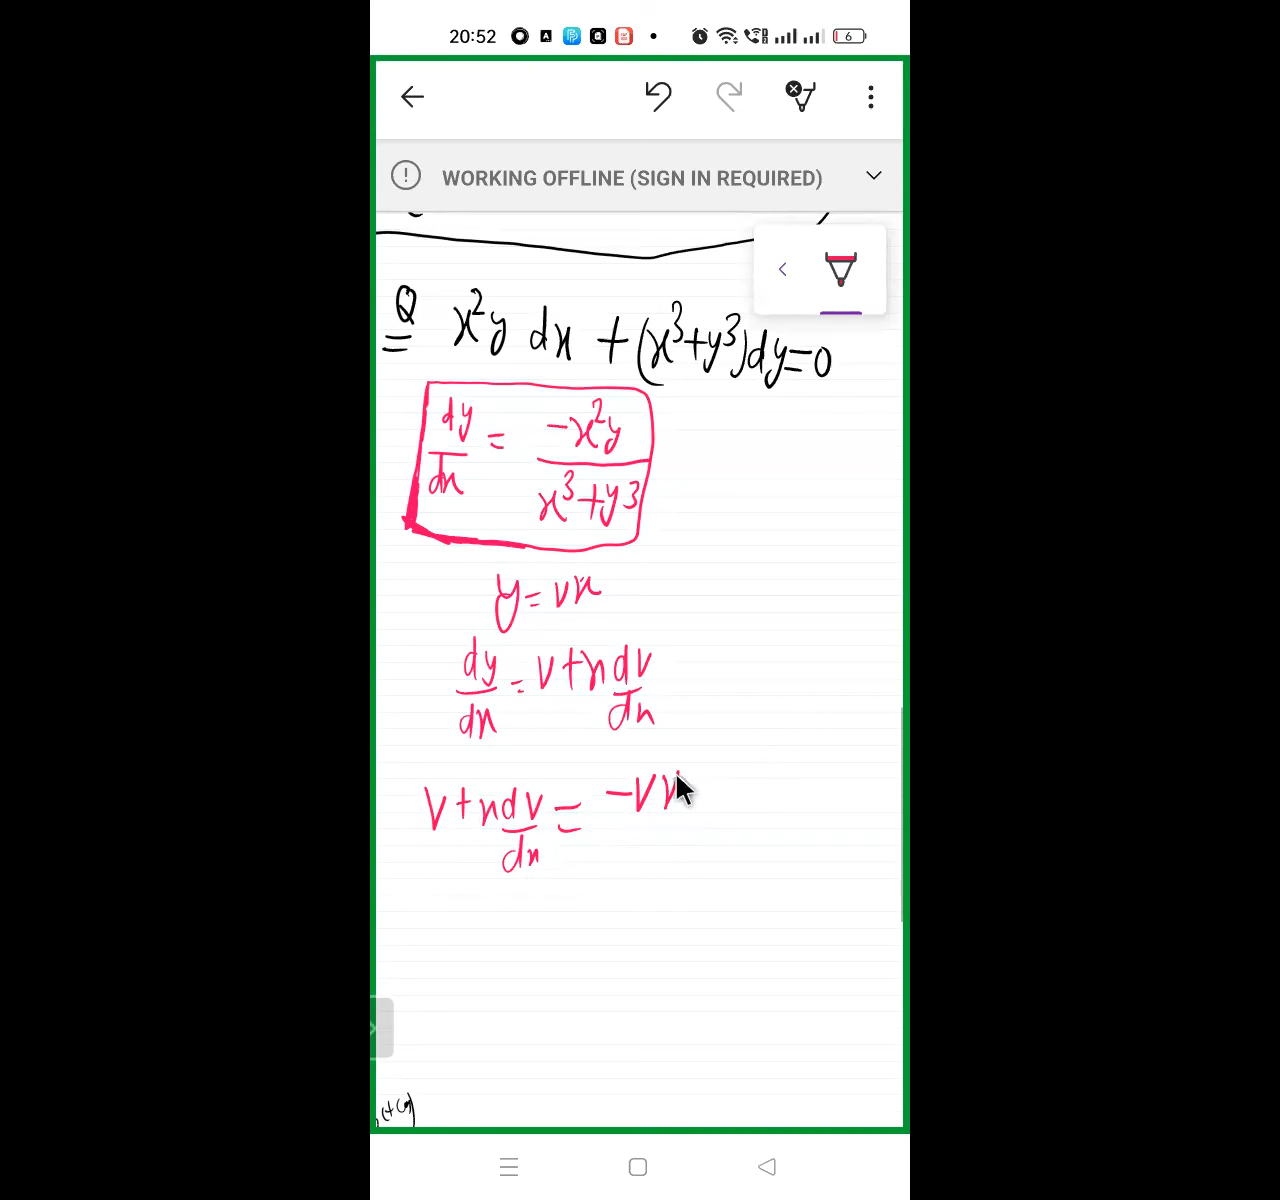 20:52 6
WORKING OFFLINE (SIGN IN REQUIRED)
Q x²y dx + (x³+y³)dy=0
dy/dx = -x²y/x³+y³
y=vx
dy/dx = v+x dv/dx
v+x dv/dx = -v